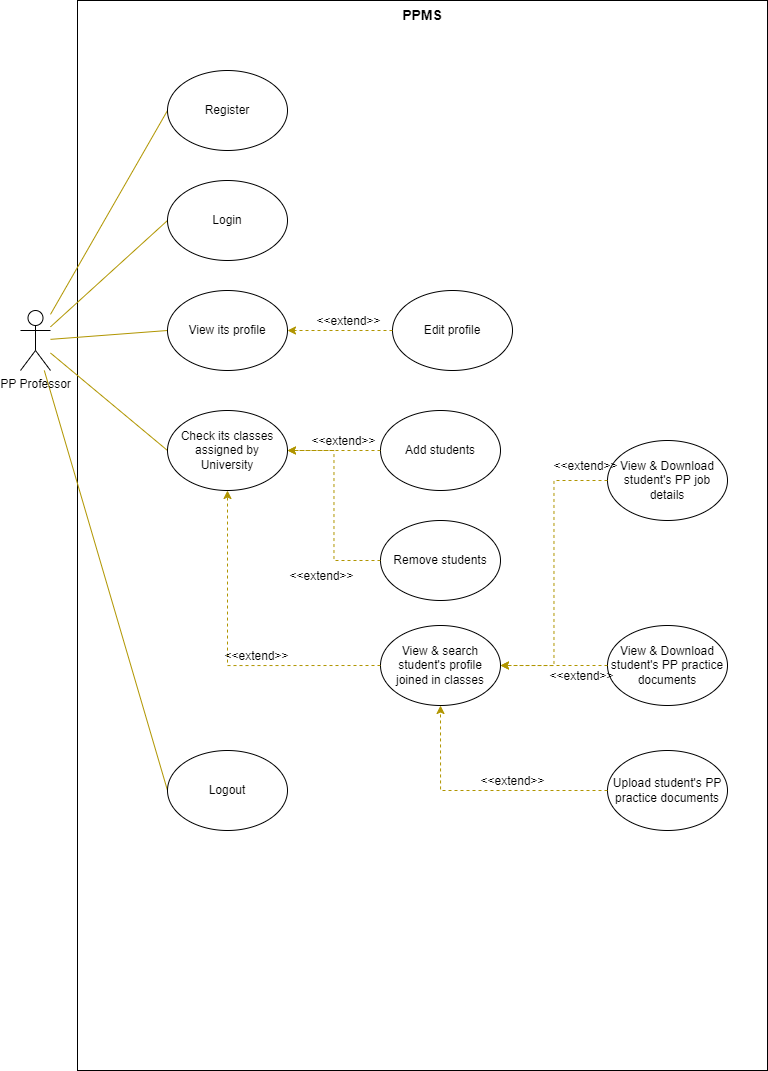 PPMS
Register
Login
View its profile
<<extend>>
Edit profile
PP Professor
Check its classes
assigned by
University
<<extend>>
Add students
<<extend>>
View & Download
student's PP job
details
Remove students
<<extend>>
<<extend>>
View & search
student's profile
joined in classes
<<extend>>
View & Download
student's PP practice
documents
Logout
<<extend>>
Upload student's PP
practice documents